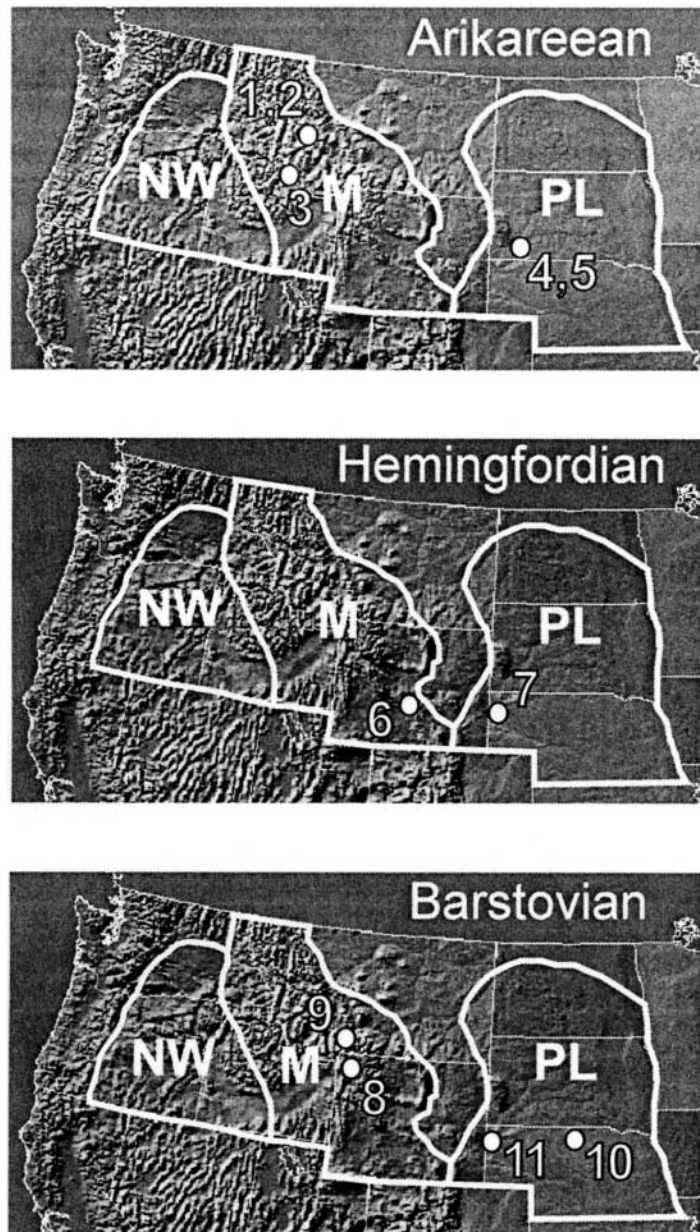 Arikareean
1,2
NW
3
M
PL
4,5
Hemingfordian
NW
M
PL
6
7
Barstovian
9
NW
M
8
PL
11
10